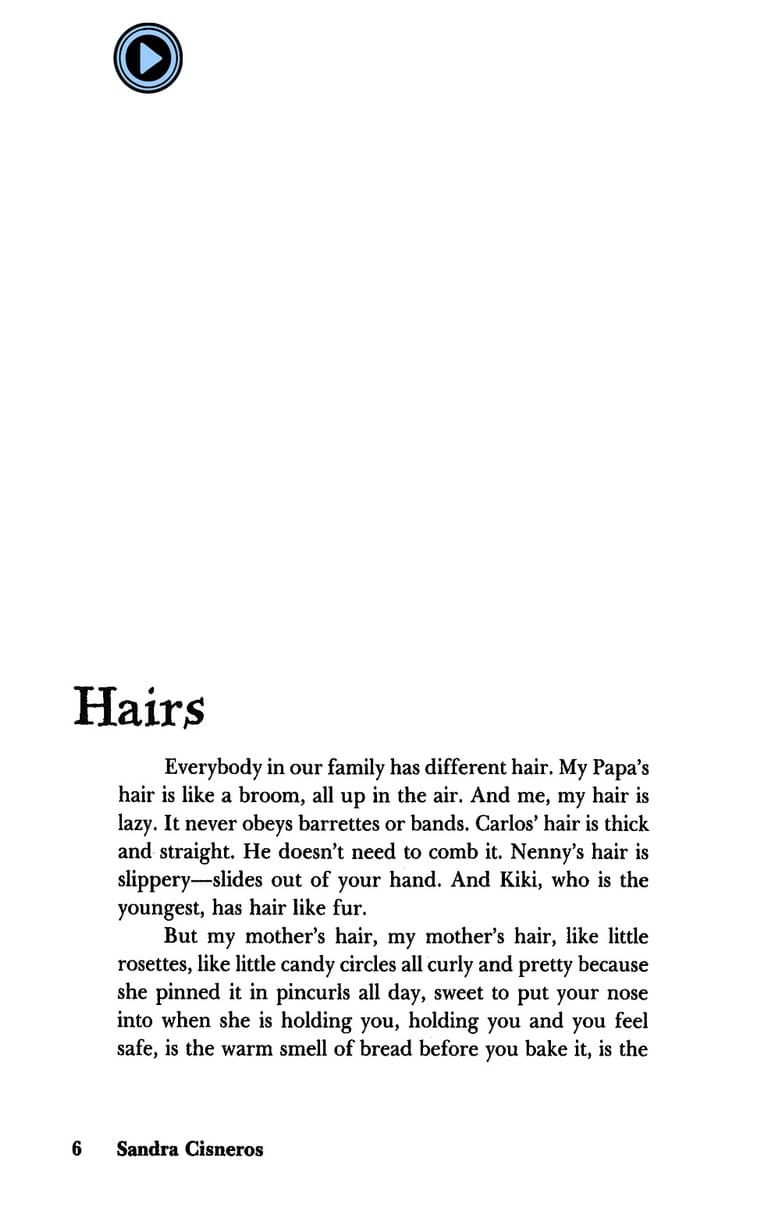 Hairs
Everybody in our family has different hair. My Papa's
hair is like a broom, all up in the air. And me, my hair is
lazy. It never obeys barrettes or bands. Carlos' hair is thick
and straight. He doesn't need to comb it. Nenny's hair is
slippery—slides out of your hand. And Kiki, who is the
youngest, has hair like fur.
But my mother's hair, my mother's hair, like little
rosettes, like little candy circles all curly and pretty because
she pinned it in pincurls all day, sweet to put your nose
into when she is holding you, holding you and you feel
safe, is the warm smell of bread before you bake it, is the
6 Sandra Cisneros